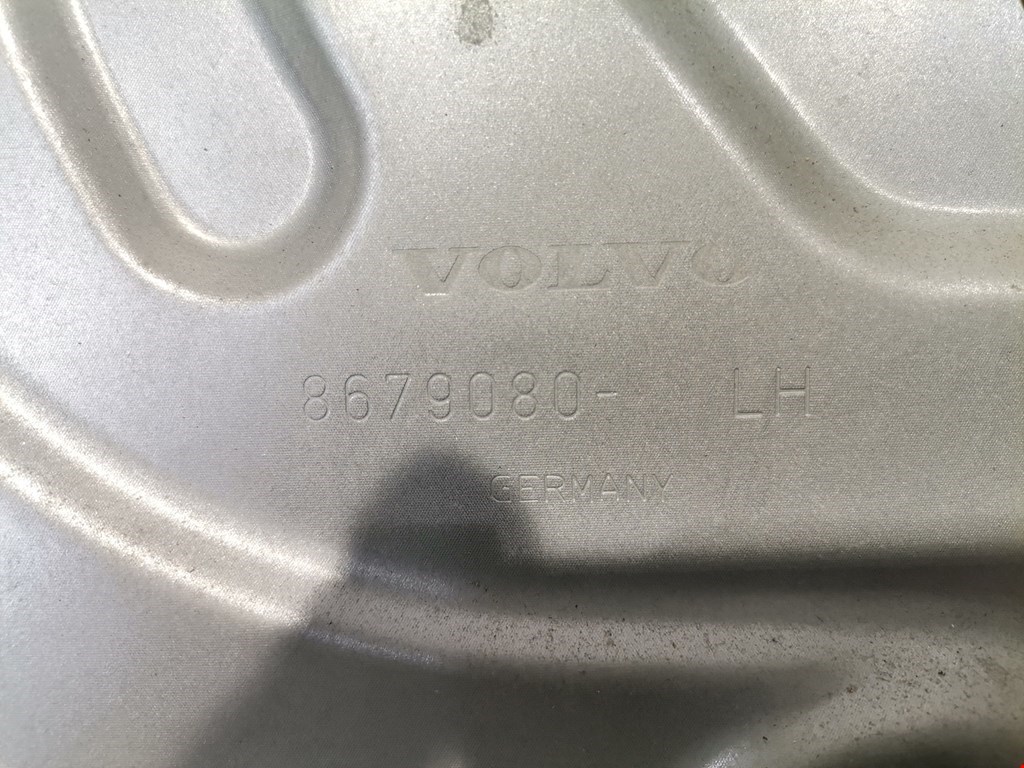 VOLVO
8679080- LH
GERMANY